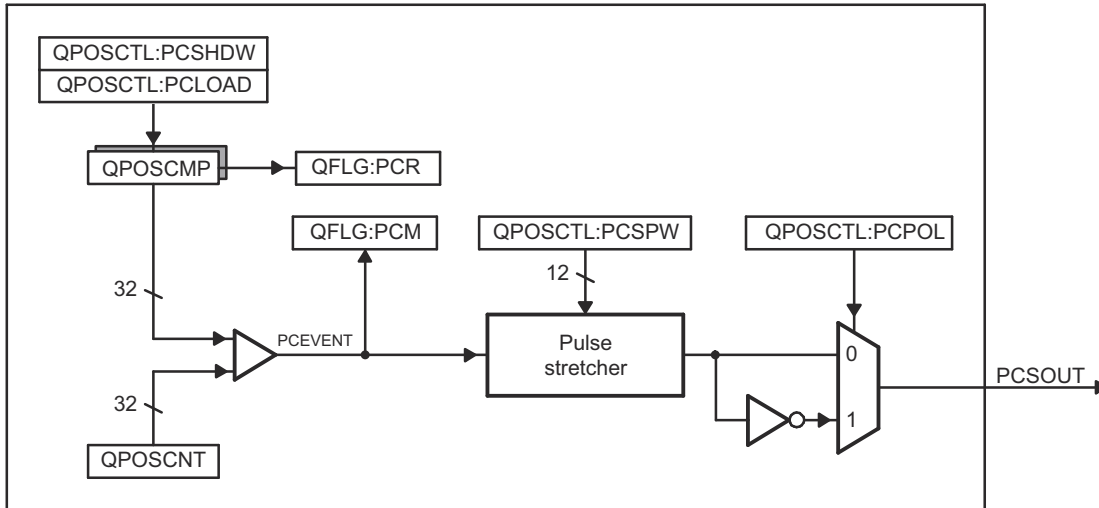 QPOSCTL:PCSHDW
QPOSCTL:PCLOAD
QPOSCMP
QFLG:PCR
QFLG:PCM
QPOSCTL:PCSPW
QPOSCTL:PCPOL
12
32
PCEVENT
Pulse
stretcher
0
PCSOUT
32
1
QPOSCNT